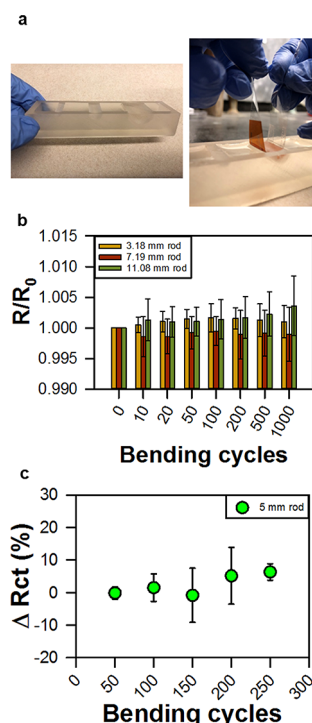 a
b
R/R0
1.015
1.010
1.005
1.000
0.995
0.990
3.18 mm rod
7.19 mm rod
11.08 mm rod
0
10
20
50
100
200
500
1000
Bending cycles
c
Δ Rct (%)
30
20
10
0
-10
-20
5 mm rod
0
50
100
150
200
250
300
Bending cycles